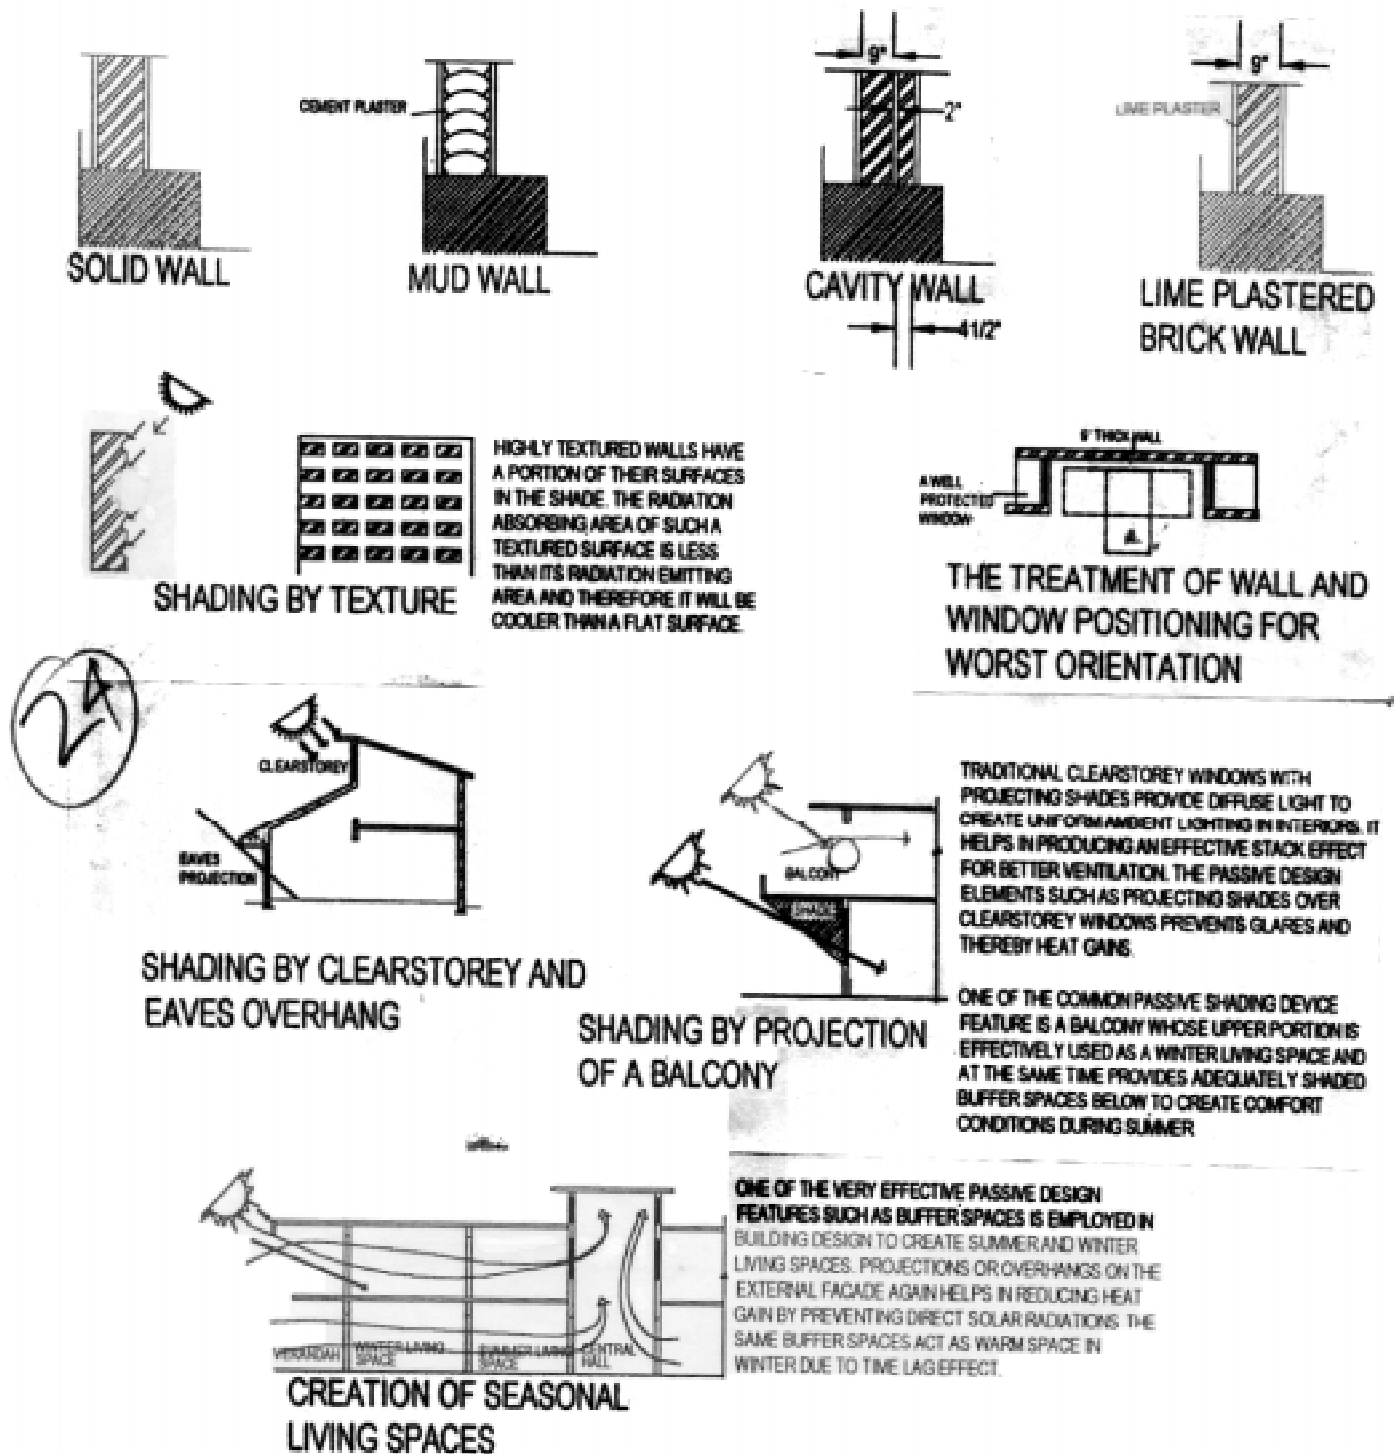 9"
9"
CEMENT PLASTER
2"
LIME PLASTER
SOLID WALL
MUD WALL
CAVITY WALL
4 1/2"
LIME PLASTERED
BRICK WALL
SHADING BY TEXTURE
HIGHLY TEXTURED WALLS HAVE
A PORTION OF THEIR SURFACES
IN THE SHADE. THE RADIATION
ABSORBING AREA OF SUCH A
TEXTURED SURFACE IS LESS
THAN ITS RADIATION EMITTING
AREA AND THEREFORE IT WILL BE
COOLER THAN A FLAT SURFACE.
9" THICK WALL
A WELL
PROTECTED
WINDOW
THE TREATMENT OF WALL AND
WINDOW POSITIONING FOR
WORST ORIENTATION
CLEARSTOREY
EAVES
PROJECTION
SHADING BY CLEARSTOREY AND
EAVES OVERHANG
BALCONY
SHADE
SHADING BY PROJECTION
OF A BALCONY
TRADITIONAL CLEARSTOREY WINDOWS WITH
PROJECTING SHADES PROVIDE DIFFUSE LIGHT TO
CREATE UNIFORM AMBIENT LIGHTING IN INTERIORS. IT
HELPS IN PRODUCING AN EFFECTIVE STACK EFFECT
FOR BETTER VENTILATION. THE PASSIVE DESIGN
ELEMENTS SUCH AS PROJECTING SHADES OVER
CLEARSTOREY WINDOWS PREVENTS GLARES AND
THEREBY HEAT GAINS.
ONE OF THE COMMON PASSIVE SHADING DEVICE
FEATURE IS A BALCONY WHOSE UPPER PORTION IS
EFFECTIVELY USED AS A WINTER LIVING SPACE AND
AT THE SAME TIME PROVIDES ADEQUATELY SHADED
BUFFER SPACES BELOW TO CREATE COMFORT
CONDITIONS DURING SUMMER
VERANDAH
WINTER LIVING
SPACE
SUMMER LIVING
SPACE
CENTRAL
HALL
CREATION OF SEASONAL
LIVING SPACES
ONE OF THE VERY EFFECTIVE PASSIVE DESIGN
FEATURES SUCH AS BUFFER SPACES IS EMPLOYED IN
BUILDING DESIGN TO CREATE SUMMER AND WINTER
LIVING SPACES. PROJECTIONS OR OVERHANGS ON THE
EXTERNAL FACADE AGAIN HELPS IN REDUCING HEAT
GAIN BY PREVENTING DIRECT SOLAR RADIATIONS. THE
SAME BUFFER SPACES ACT AS WARM SPACE IN
WINTER DUE TO TIME LAG EFFECT.